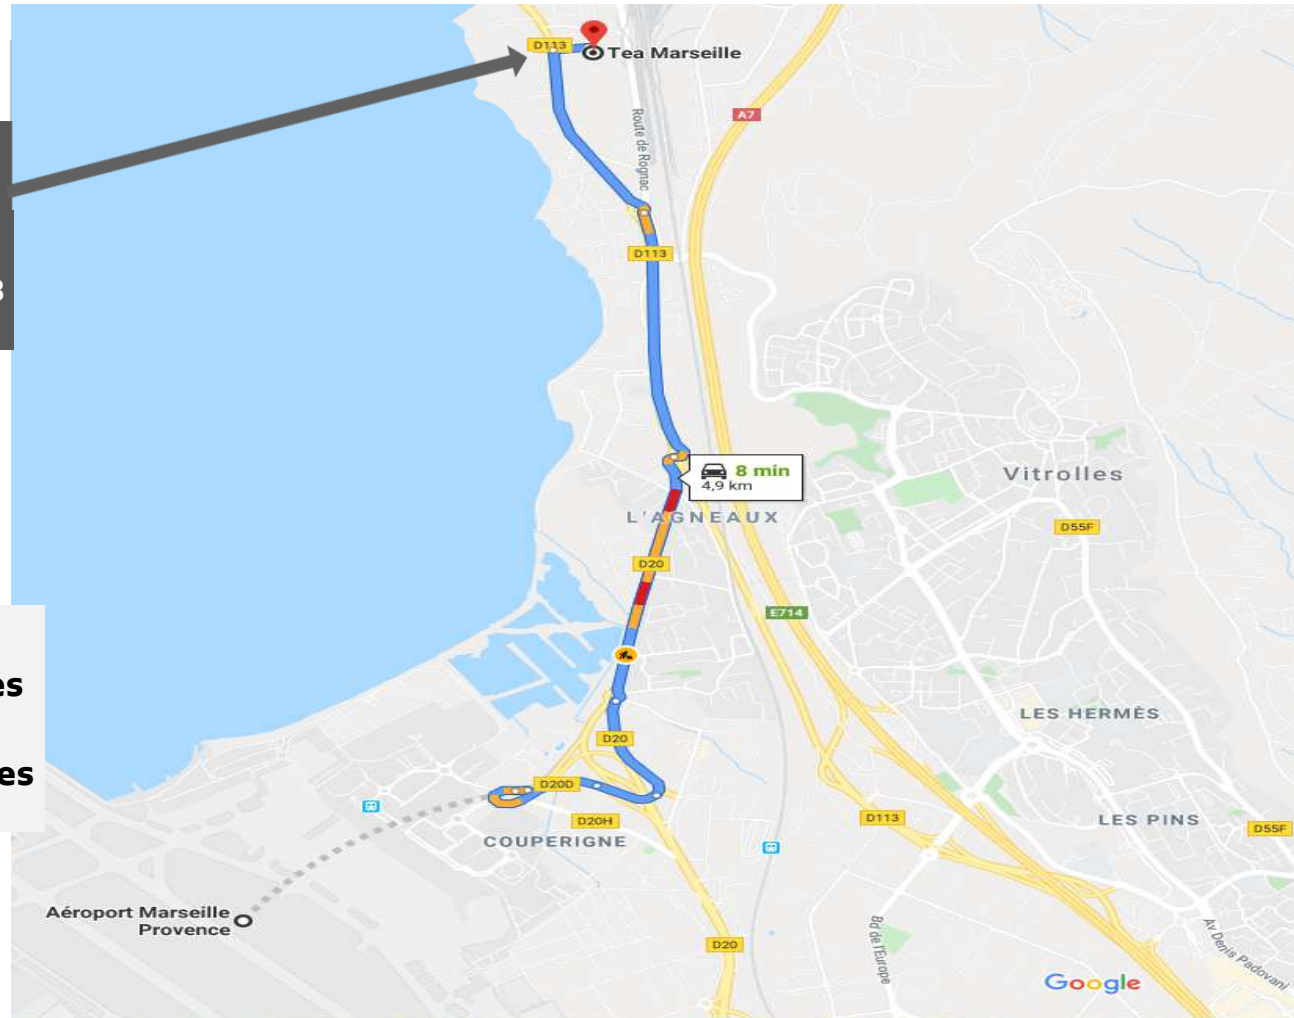 D113
Tea Marseille
A7
Route de Rognac
D113
3
8 min
4,9 km
Vitrolles
L'AGNEAUX
D55F
D20
E714
es
LES HERMÈS
D20
es
D20D
D20H
D113
LES PINS
D55F
COUPERIGNE
Aéroport Marseille
Provence
D20
Bd de l'Europe
Av Denis Padovani
Google